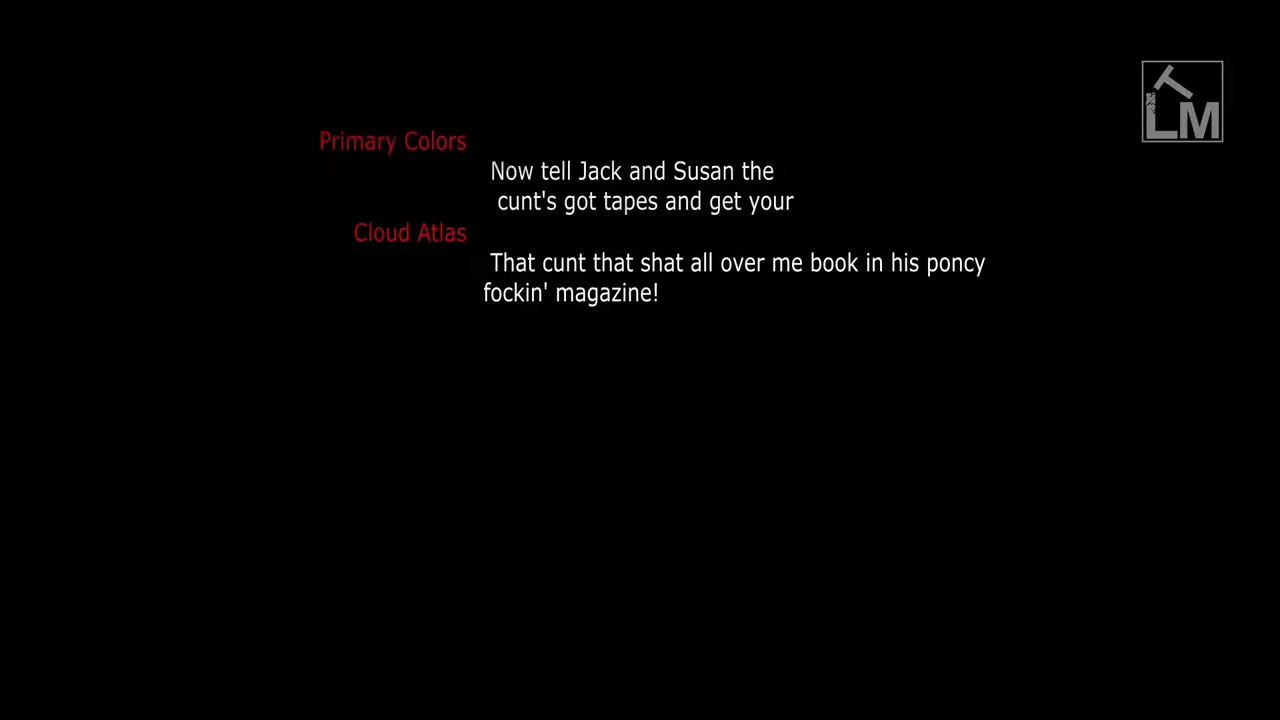 TLM
Primary Colors
Now tell Jack and Susan the
cunt's got tapes and get your
Cloud Atlas
That cunt that shat all over me book in his poncy
fockin' magazine!